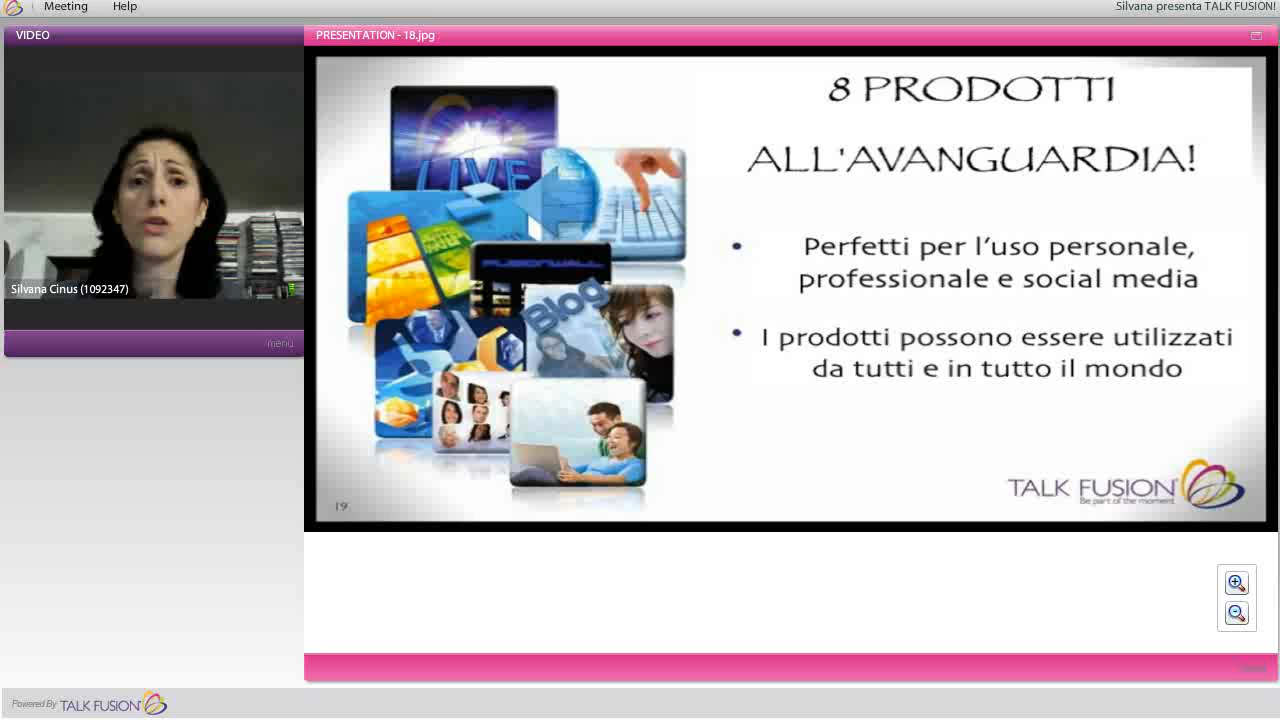 Meeting Help
Silvana presenta TALK FUSION!
VIDEO
PRESENTATION - 18.jpg
Silvana Cinus (1092347)
menù
8 PRODOTTI
ALL'AVANGUARDIA!
• Perfetti per l'uso personale,
professionale e social media
• I prodotti possono essere utilizzati
da tutti e in tutto il mondo
LIVE
FUSIONWALL
Blog
TALK FUSION
Be part of the moment.
19
Powered By TALK FUSION